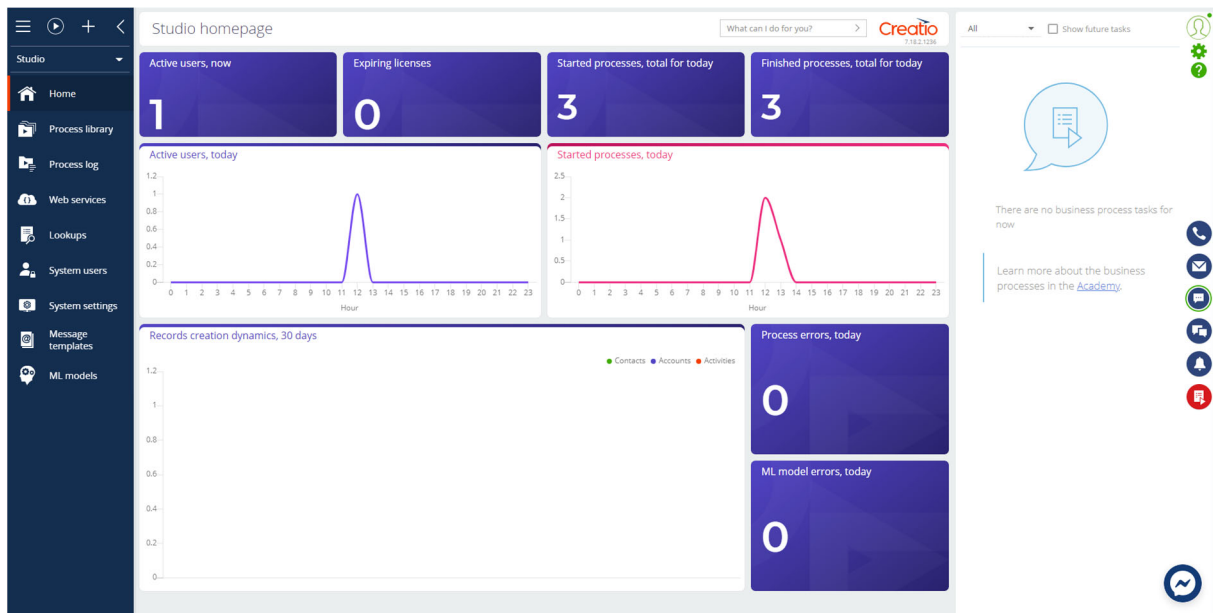 Studio homepage
What can I do for you?
Creatio
7.18.2.1236
All
Show future tasks
Studio
Home
Process library
Process log
Web services
Lookups
System users
System settings
Message
templates
ML models
Active users, now
1
Expiring licenses
0
Started processes, total for today
3
Finished processes, total for today
3
Active users, today
1.2
1
0.8
0.6
0.4
0.2
0
0 1 2 3 4 5 6 7 8 9 10 11 12 13 14 15 16 17 18 19 20 21 22 23
Hour
Started processes, today
2.5
2
1.5
1
0.5
0
0 1 2 3 4 5 6 7 8 9 10 11 12 13 14 15 16 17 18 19 20 21 22 23
Hour
Records creation dynamics, 30 days
Contacts Accounts Activities
1.2
1
0.8
0.6
0.4
0.2
0
Process errors, today
0
ML model errors, today
0
There are no business process tasks for
now
Learn more about the business
processes in the Academy.